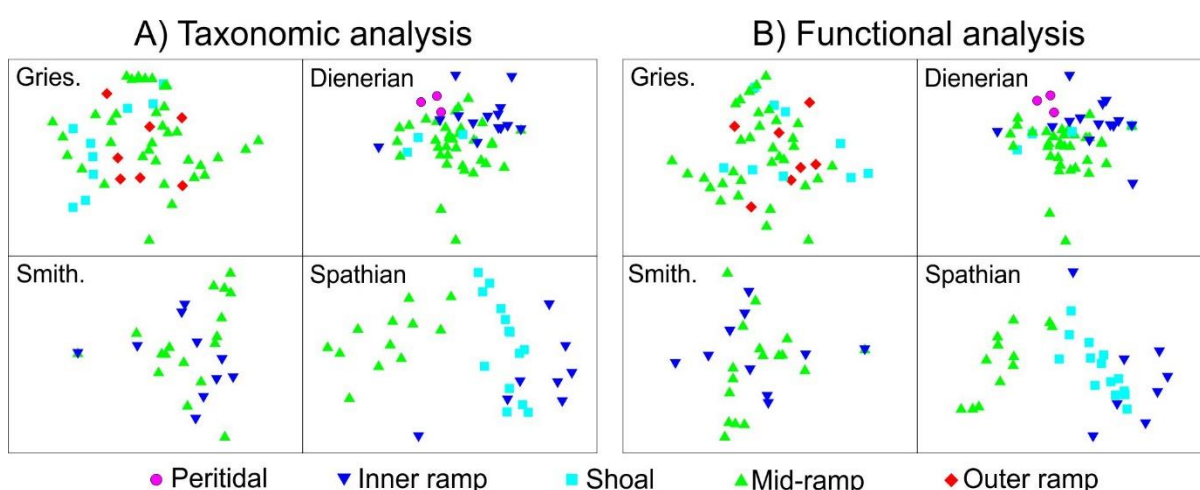 A) Taxonomic analysis
B) Functional analysis
Gries.
Dienerian
Gries.
Dienerian
Smith.
Spathian
Smith.
Spathian
Peritidal
Inner ramp
Shoal
Mid-ramp
Outer ramp